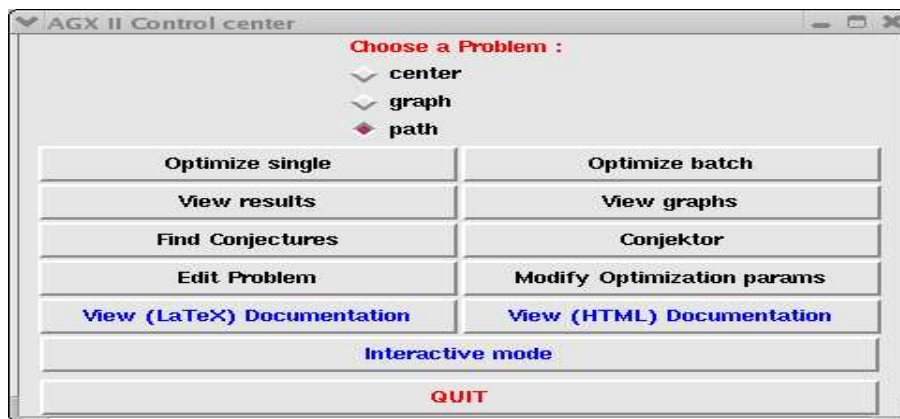 AGX II Control center
Choose a Problem :
center
graph
path
Optimize single
Optimize batch
View results
View graphs
Find Conjectures
Conjektor
Edit Problem
Modify Optimization params
View (LaTeX) Documentation
View (HTML) Documentation
Interactive mode
QUIT